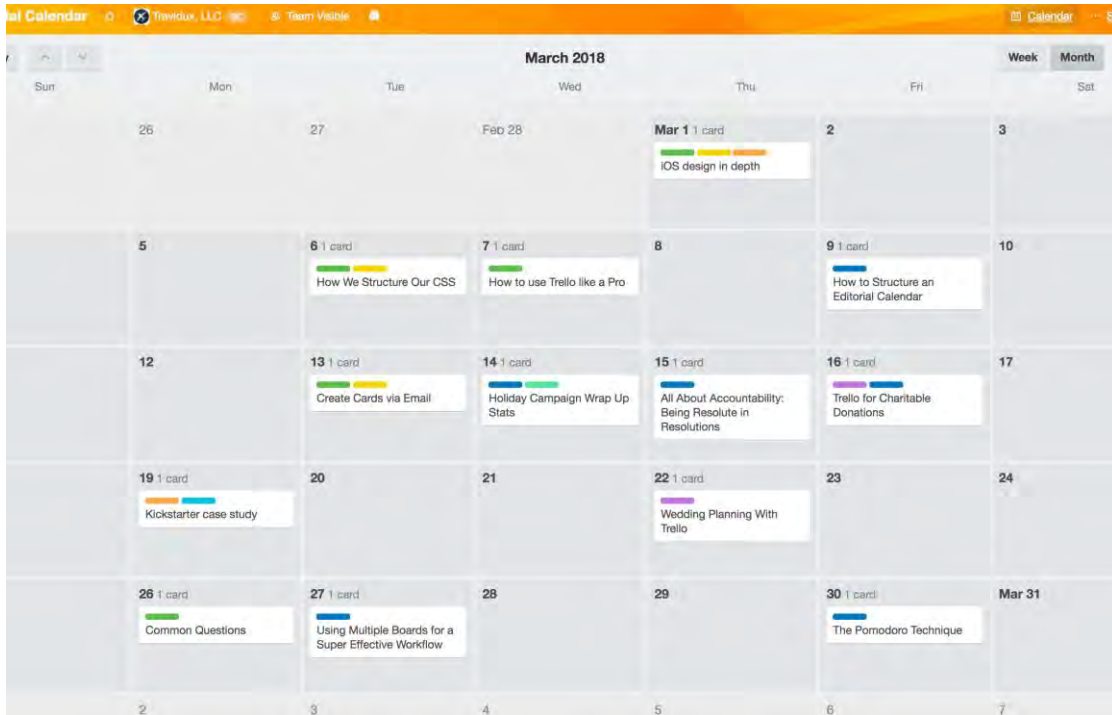 ial Calendar Travidux, LLC Team Visible Calendar
March 2018 Week Month
Sun Mon Tue Wed Thu Fri Sat
26 27 Feb 28 Mar 1 1 card 2 3
iOS design in depth
5 6 1 card 7 1 card 8 9 1 card 10
How We Structure Our CSS How to use Trello like a Pro How to Structure an
Editorial Calendar
12 13 1 card 14 1 card 15 1 card 16 1 card 17
Create Cards via Email Holiday Campaign Wrap Up All About Accountability: Trello for Charitable
Stats Being Resolute in Donations
Resolutions
19 1 card 20 21 22 1 card 23 24
Kickstarter case study Wedding Planning With
Trello
26 1 card 27 1 card 28 29 30 1 card Mar 31
Common Questions Using Multiple Boards for a The Pomodoro Technique
Super Effective Workflow
2 3 4 5 6 7